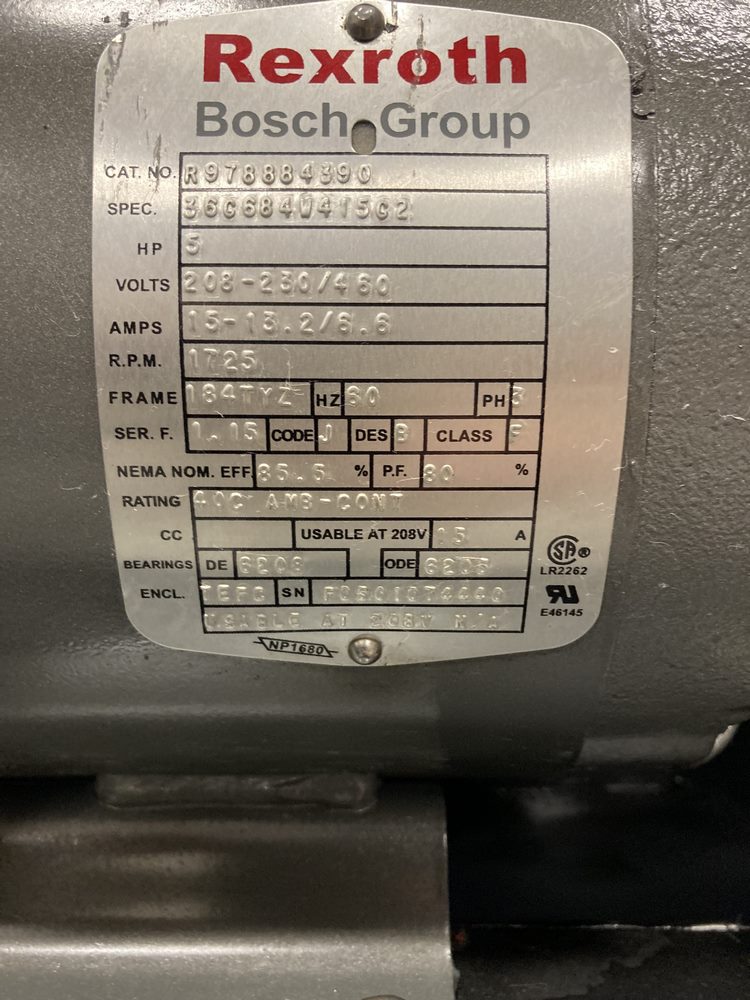 Rexroth
Bosch Group
CAT. NO. R978884390
SPEC. 36G684W415G2
HP 5
VOLTS 208-230/460
AMPS 15-13.2/6.6
R.P.M. 1725
FRAME 184TYZ HZ 60 PH 3
SER. F. 1.15 CODE J DES B CLASS F
NEMA NOM. EFF. 85.5 % P.F. 80 %
RATING 40C AMB-CONT
CC USABLE AT 208V 15 A
BEARINGS DE 6206 ODE 6205
ENCL. TEFC SN
USABLE AT 208V N/A
SA ®
LR2262
E46145
NP1680